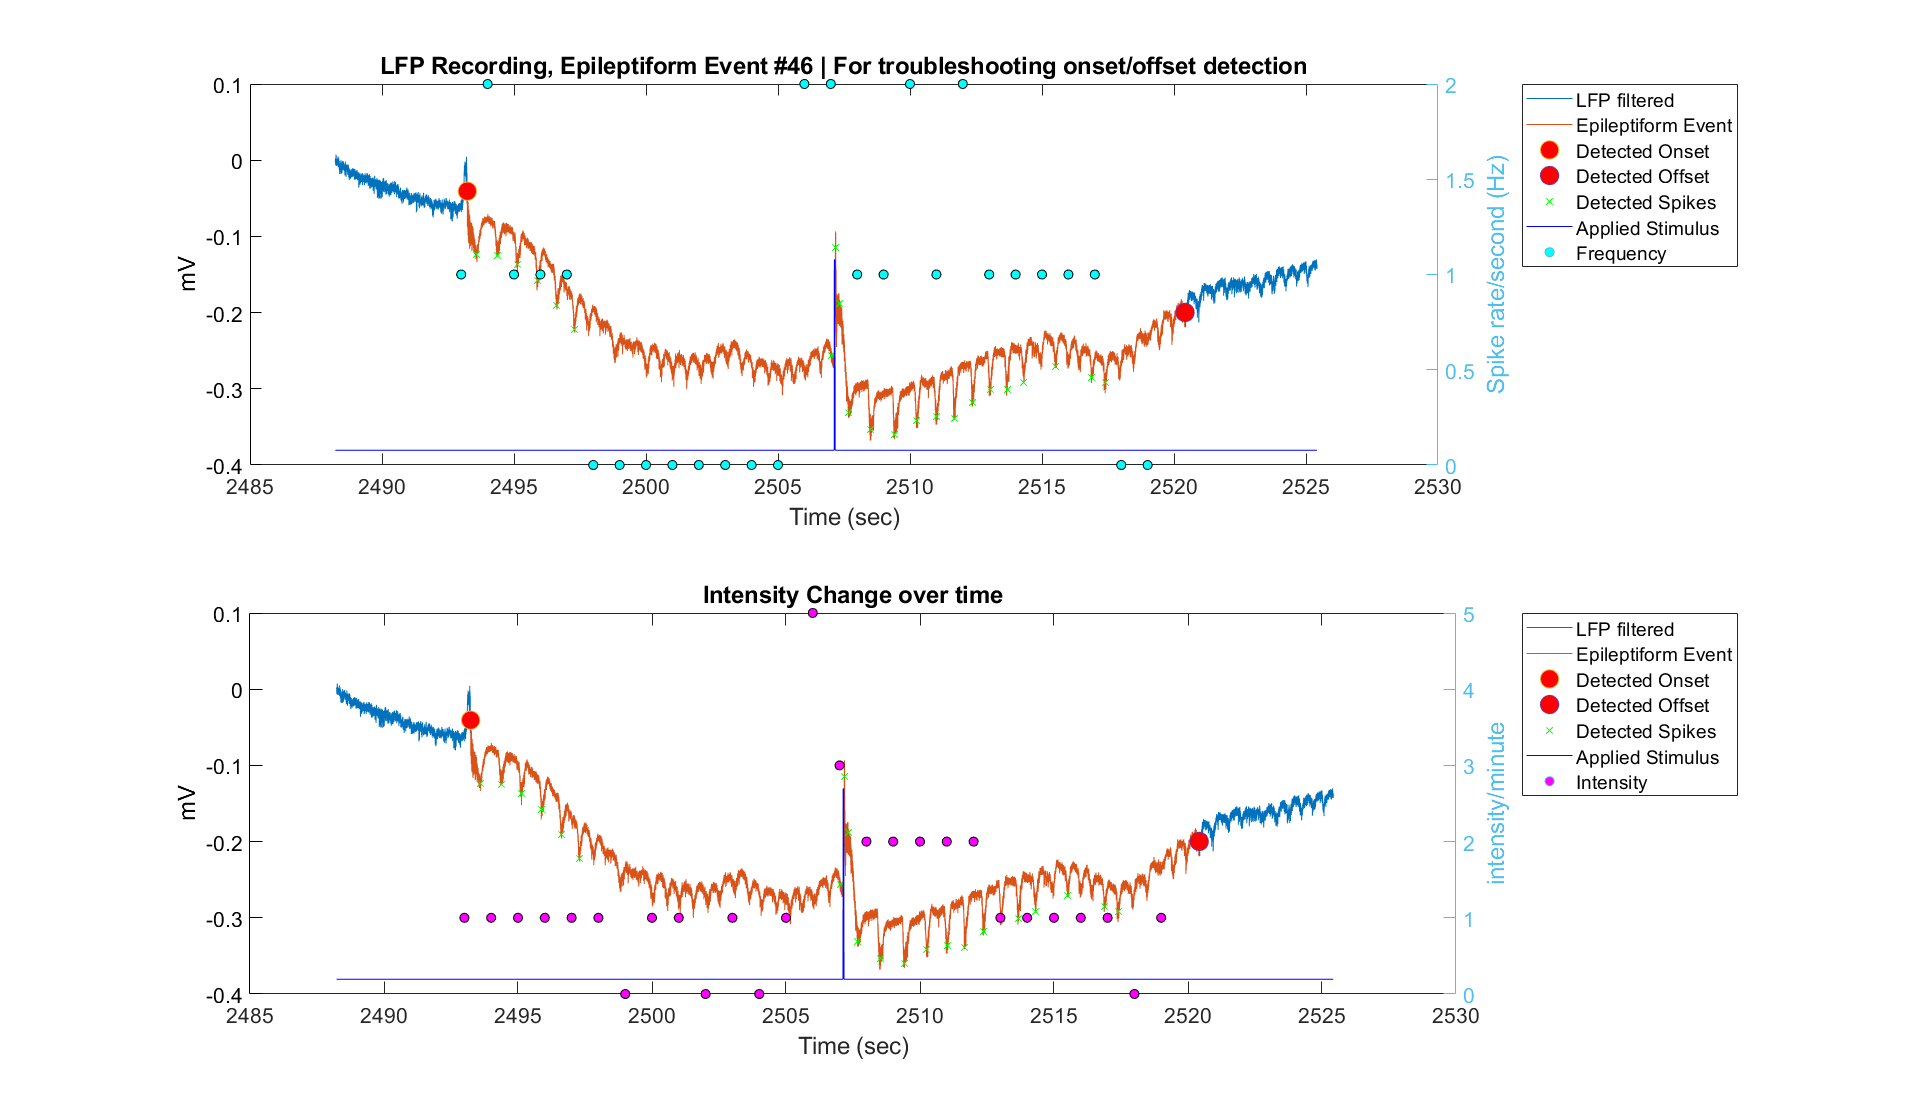 LFP Recording, Epileptiform Event #46 | For troubleshooting onset/offset detection
0.1
0
-0.1
-0.2
-0.3
-0.4
mV
2485 2490 2495 2500 2505 2510 2515 2520 2525 2530
Time (sec)
2
1.5
1
0.5
0
Spike rate/second (Hz)
LFP filtered
Epileptiform Event
Detected Onset
Detected Offset
Detected Spikes
Applied Stimulus
Frequency
Intensity Change over time
0.1
0
-0.1
-0.2
-0.3
-0.4
mV
2485 2490 2495 2500 2505 2510 2515 2520 2525 2530
Time (sec)
5
4
3
2
1
0
intensity/minute
LFP filtered
Epileptiform Event
Detected Onset
Detected Offset
Detected Spikes
Applied Stimulus
Intensity